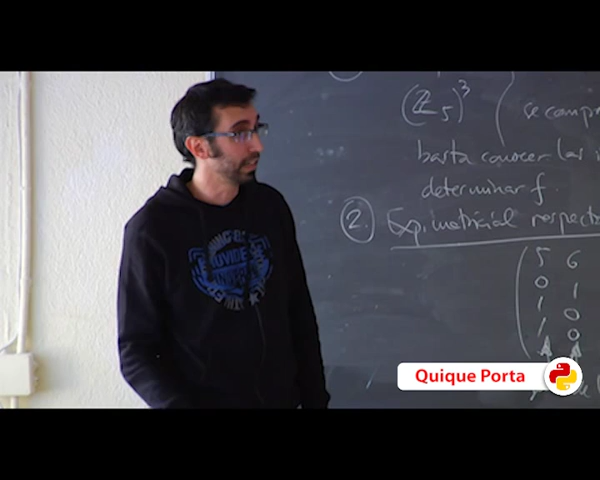 (ℤ₅)³
se compr
basta conocer las i
determinar f.
2. Exp. matricial respecto
5 6
0 1
1 0
1 0
Quique Porta